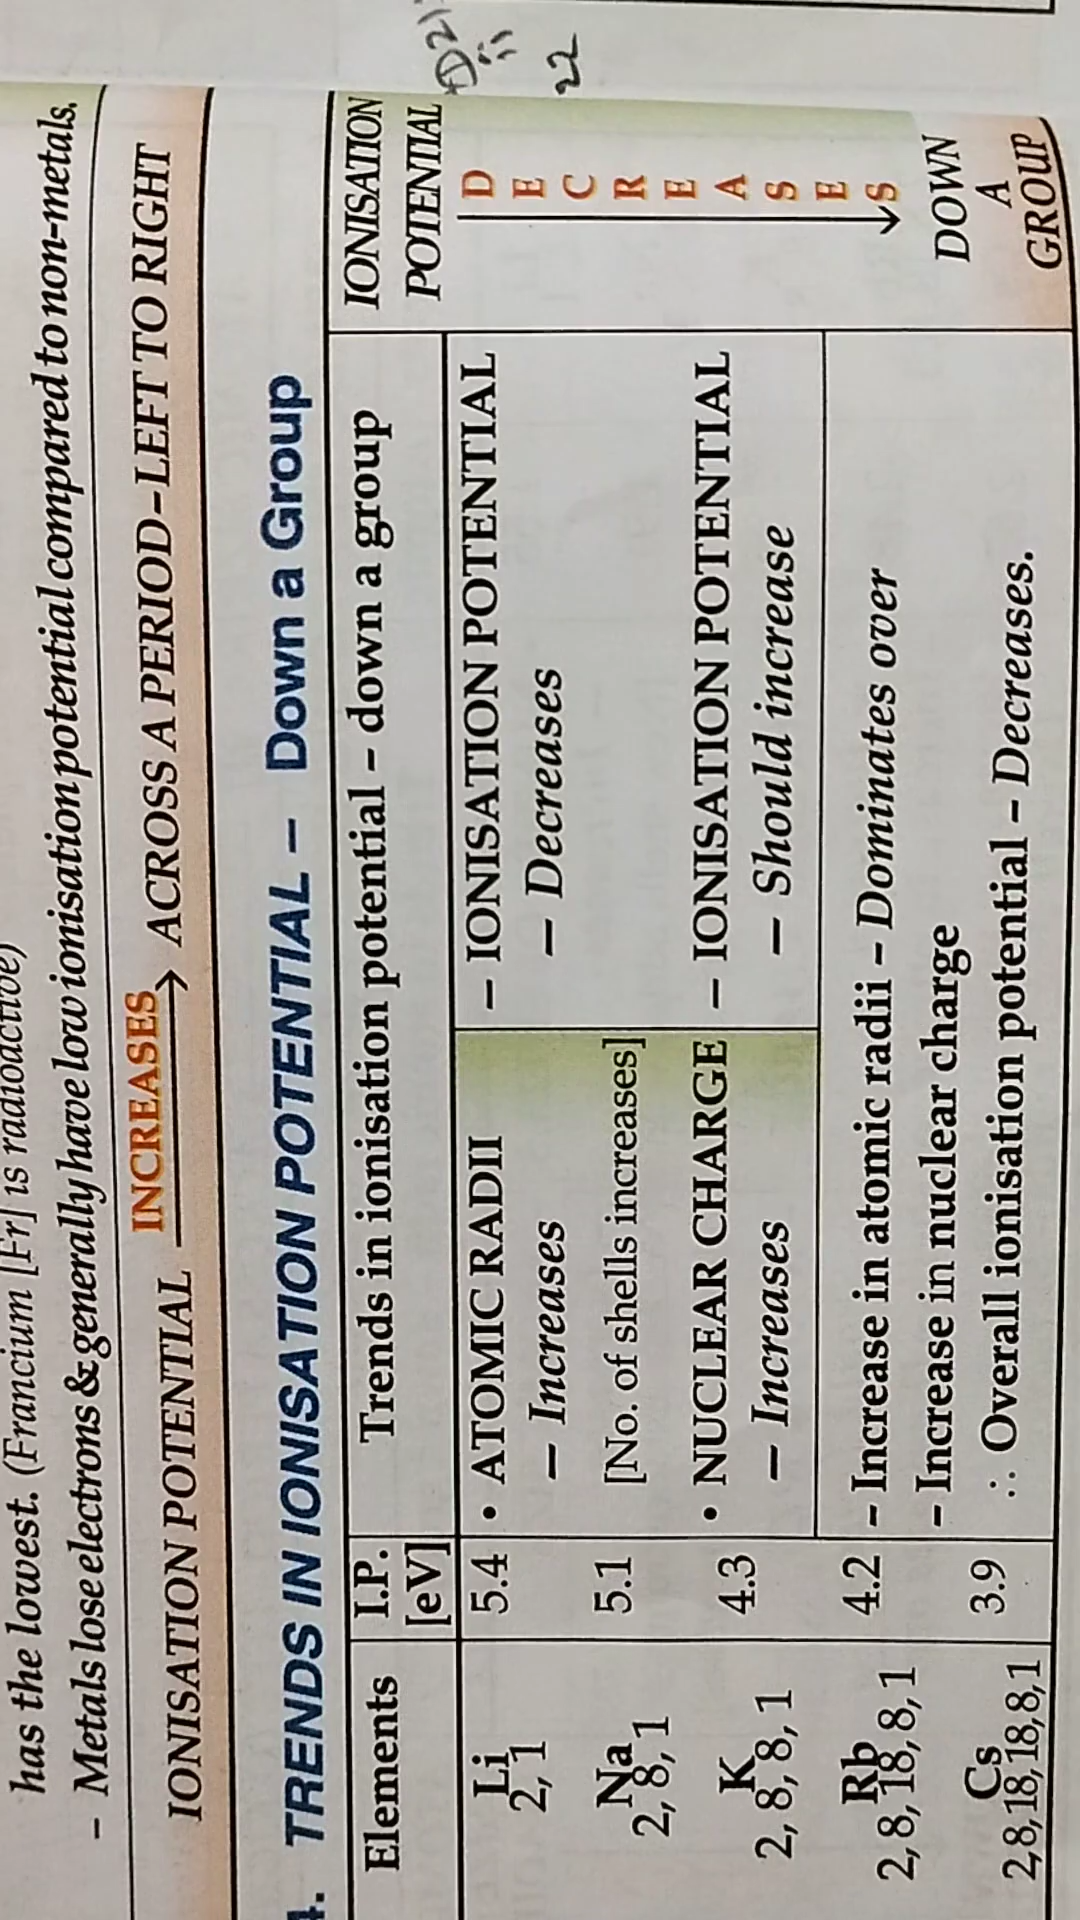 has the lowest. (Francium [Fr] is radioactive)
– Metals lose electrons & generally have low ionisation potential compared to non-metals.
IONISATION POTENTIAL INCREASES → ACROSS A PERIOD – LEFT TO RIGHT
TRENDS IN IONISATION POTENTIAL – Down a Group
Elements I.P. [eV] Trends in ionisation potential – down a group IONISATION POTENTIAL
Li 5.4
2, 1
Na 5.1
2, 8, 1
K 4.3
2, 8, 8, 1
Rb 4.2
2, 8, 18, 8, 1
Cs 3.9
2,8,18,18,8,1
• ATOMIC RADII – IONISATION POTENTIAL
– Increases – Decreases
[No. of shells increases]
• NUCLEAR CHARGE – IONISATION POTENTIAL
– Increases – Should increase
– Increase in atomic radii – Dominates over
– Increase in nuclear charge
∴ Overall ionisation potential – Decreases.
D
E
C
R
E
A
S
E
S
DOWN
A
GROUP
22